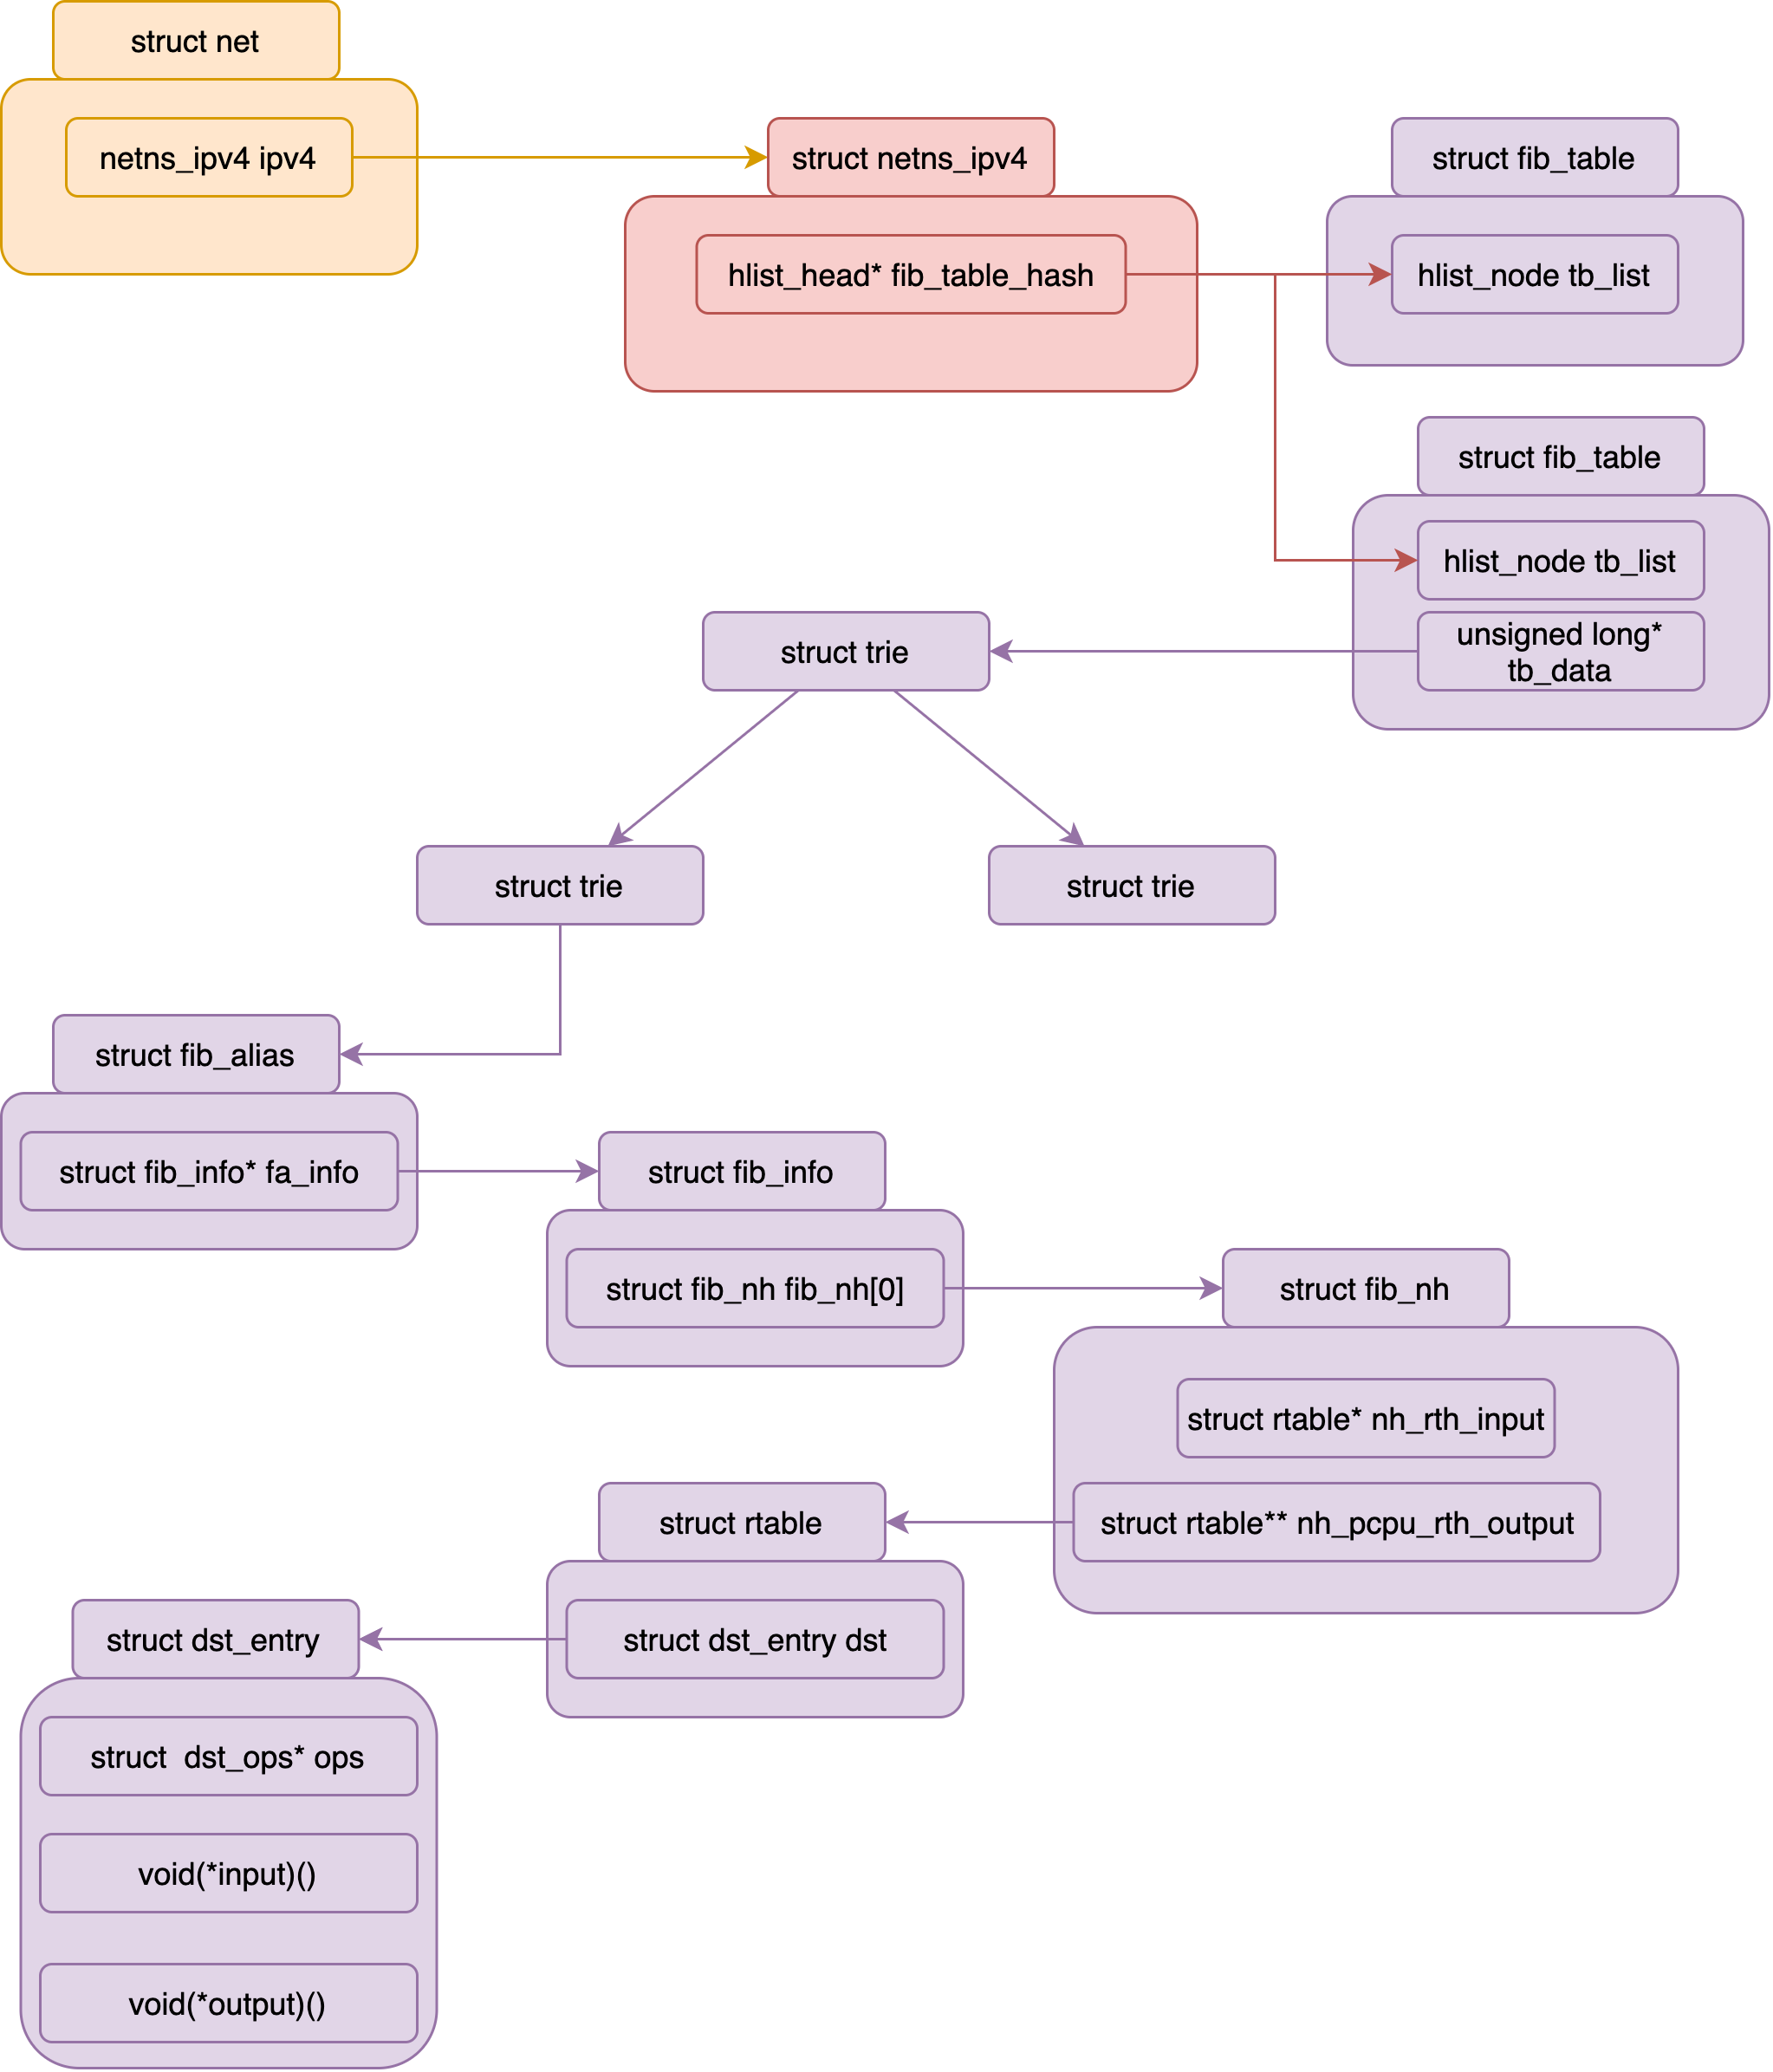 struct net
netns_ipv4 ipv4
struct netns_ipv4
hlist_head* fib_table_hash
struct fib_table
hlist_node tb_list
struct fib_table
hlist_node tb_list
unsigned long*
tb_data
struct trie
struct trie
struct trie
struct fib_alias
struct fib_info* fa_info
struct fib_info
struct fib_nh fib_nh[0]
struct fib_nh
struct rtable* nh_rth_input
struct rtable** nh_pcpu_rth_output
struct rtable
struct dst_entry dst
struct dst_entry
struct  dst_ops* ops
void(*input)()
void(*output)()